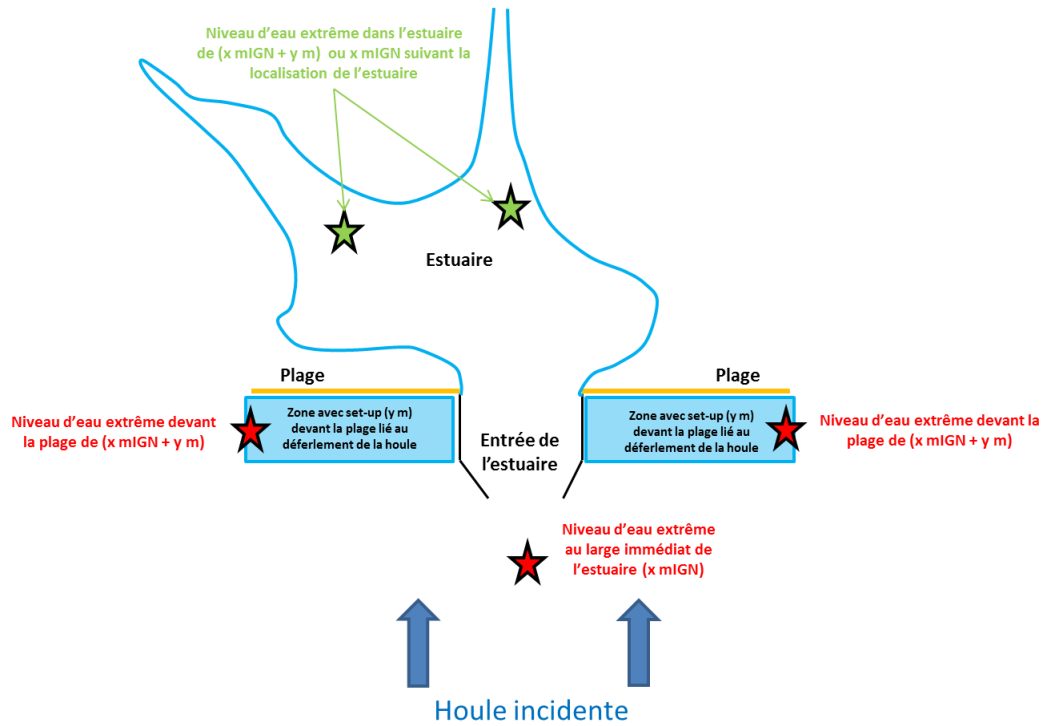 Niveau d'eau extrême dans l'estuaire
de (x mIGN + y m) ou x mIGN suivant la
localisation de l'estuaire
Estuaire
Plage
Plage
Niveau d'eau extrême devant
la plage de (x mIGN + y m)
Zone avec set-up (y m)
devant la plage lié au
déferlement de la houle
Entrée de
l'estuaire
Zone avec set-up (y m)
devant la plage lié au
déferlement de la houle
Niveau d'eau extrême devant la
plage de (x mIGN + y m)
Niveau d'eau extrême
au large immédiat de
l'estuaire (x mIGN)
Houle incidente